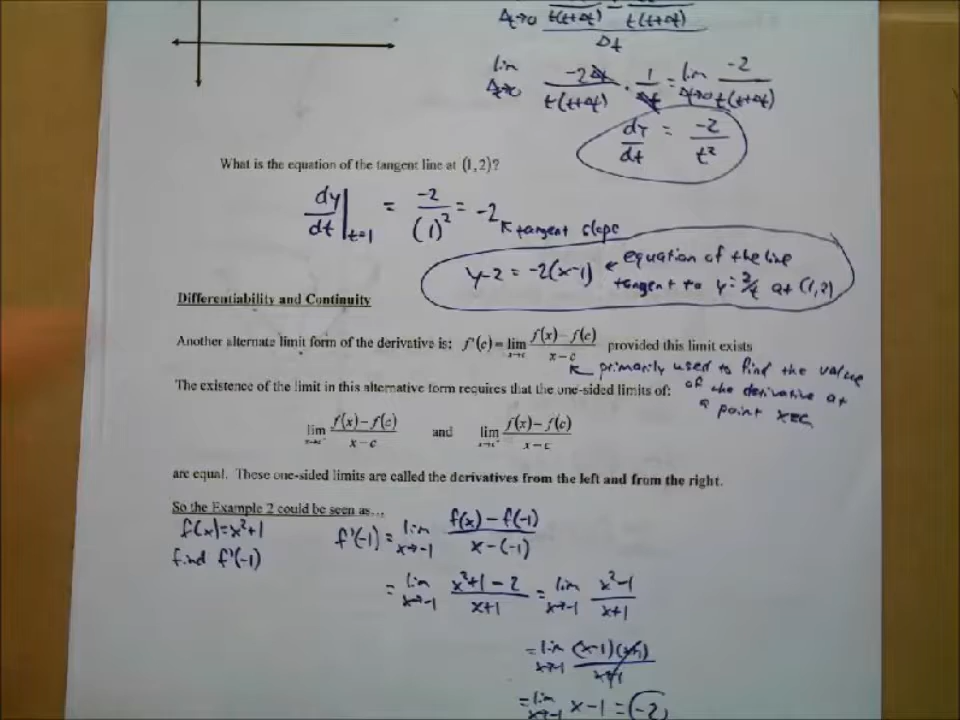 Δt→0 t(t+Δt) t(t+Δt)
Δt
lim Δt→0 -2Δt/t(t+Δt) · 1/Δt = lim Δt→0 -2/t(t+Δt)
dy/dt = -2/t²
What is the equation of the tangent line at (1,2)?
dy/dt|t=1 = -2/(1)² = -2 ↖ tangent slope
y-2 = -2(x-1) ← equation of the line
tangent to y=2/t at (1,2)
Differentiability and Continuity
Another alternate limit form of the derivative is: f'(c) = lim x→c f(x)-f(c)/x-c provided this limit exists
↖ primarily used to find the value
of the derivative at
a point x=c
The existence of the limit in this alternative form requires that the one-sided limits of:
lim f(x)-f(c)/x-c and lim f(x)-f(c)/x-c
are equal. These one-sided limits are called the derivatives from the left and from the right.
So the Example 2 could be seen as...
f(x)=x²+1
find f'(-1)
f'(-1) = lim x→-1 f(x)-f(-1)/x-(-1)
= lim x→-1 x²+1-2/x+1 = lim x→-1 x²-1/x+1
= lim x→-1 (x-1)(x+1)/x+1
= lim x→-1 x-1 = -2